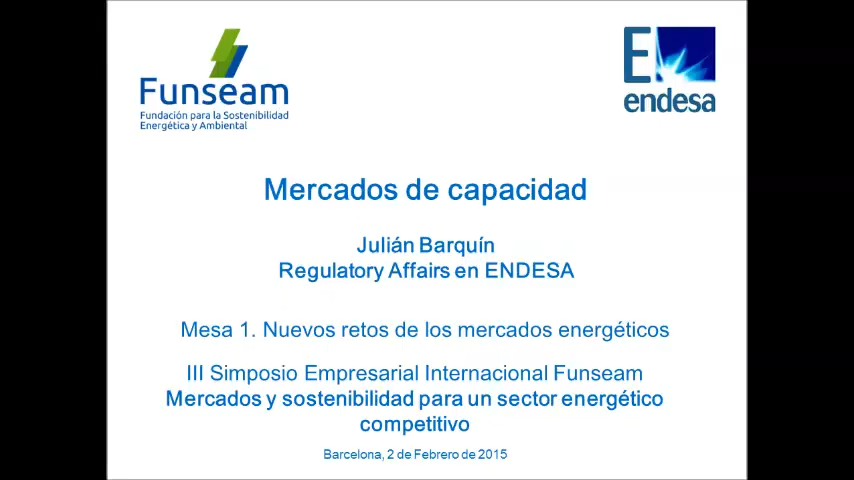 Funseam
Fundación para la Sostenibilidad
Energética y Ambiental
E
endesa
Mercados de capacidad
Julián Barquín
Regulatory Affairs en ENDESA
Mesa 1. Nuevos retos de los mercados energéticos
III Simposio Empresarial Internacional Funseam
Mercados y sostenibilidad para un sector energético
competitivo
Barcelona, 2 de Febrero de 2015